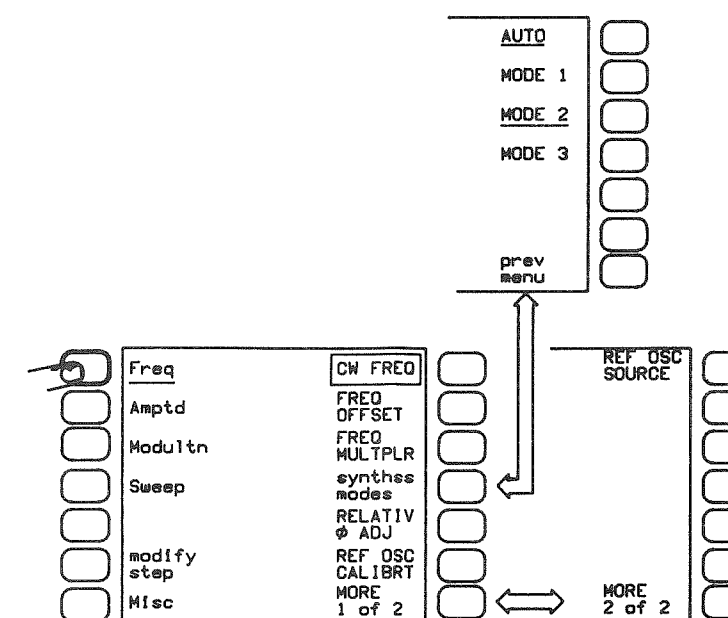 AUTO
MODE 1
MODE 2
MODE 3
prev
menu
Freq
Amptd
Modultn
Sweep
modify
step
Misc
CW FREQ
FREQ
OFFSET
FREQ
MULTPLR
synthss
modes
RELATIV
ϕ ADJ
REF OSC
CALIBRT
MORE
1 of 2
REF OSC
SOURCE
MORE
2 of 2